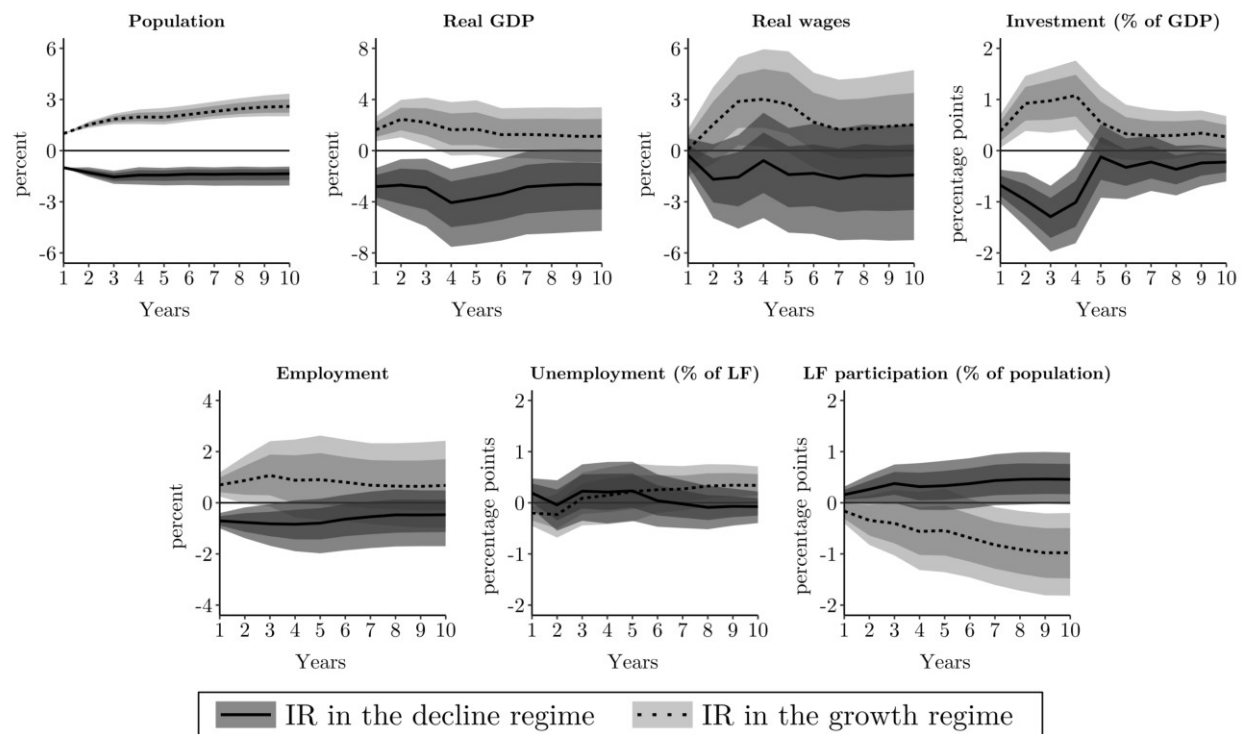 Population
Real GDP
Real wages
Investment (% of GDP)
percent
6
3
0
-3
-6
1 2 3 4 5 6 7 8 9 10
Years
percent
8
4
0
-4
-8
1 2 3 4 5 6 7 8 9 10
Years
percent
6
3
0
-3
-6
1 2 3 4 5 6 7 8 9 10
Years
percentage points
2
1
0
-1
-2
1 2 3 4 5 6 7 8 9 10
Years
Employment
Unemployment (% of LF)
LF participation (% of population)
percent
4
2
0
-2
-4
1 2 3 4 5 6 7 8 9 10
Years
percentage points
2
1
0
-1
-2
1 2 3 4 5 6 7 8 9 10
Years
percentage points
2
1
0
-1
-2
1 2 3 4 5 6 7 8 9 10
Years
IR in the decline regime
IR in the growth regime